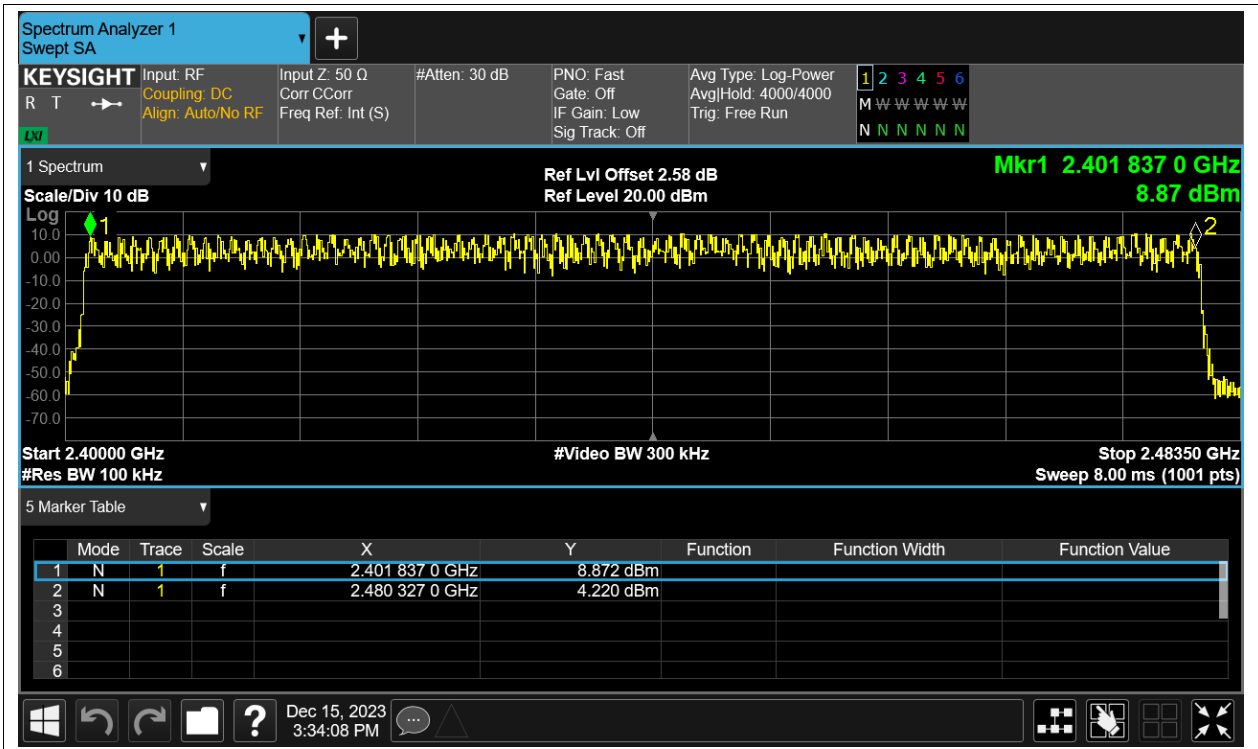 Spectrum Analyzer 1
Swept SA
KEYSIGHT
R T
LXI
Input: RF
Coupling: DC
Align: Auto/No RF
Input Z: 50 Ω
Corr CCorr
Freq Ref: Int (S)
#Atten: 30 dB
PNO: Fast
Gate: Off
IF Gain: Low
Sig Track: Off
Avg Type: Log-Power
Avg|Hold: 4000/4000
Trig: Free Run
1 2 3 4 5 6
M W W W W W
N N N N N N
1 Spectrum
Scale/Div 10 dB
Ref Lvl Offset 2.58 dB
Ref Level 20.00 dBm
Mkr1 2.401 837 0 GHz
8.87 dBm
Log
1
2
10.0
0.00
-10.0
-20.0
-30.0
-40.0
-50.0
-60.0
-70.0
Start 2.40000 GHz
#Res BW 100 kHz
#Video BW 300 kHz
Stop 2.48350 GHz
Sweep 8.00 ms (1001 pts)
5 Marker Table
Mode Trace Scale X Y Function Function Width Function Value
1 N 1 f 2.401 837 0 GHz 8.872 dBm
2 N 1 f 2.480 327 0 GHz 4.220 dBm
3
4
5
6
?
Dec 15, 2023
3:34:08 PM